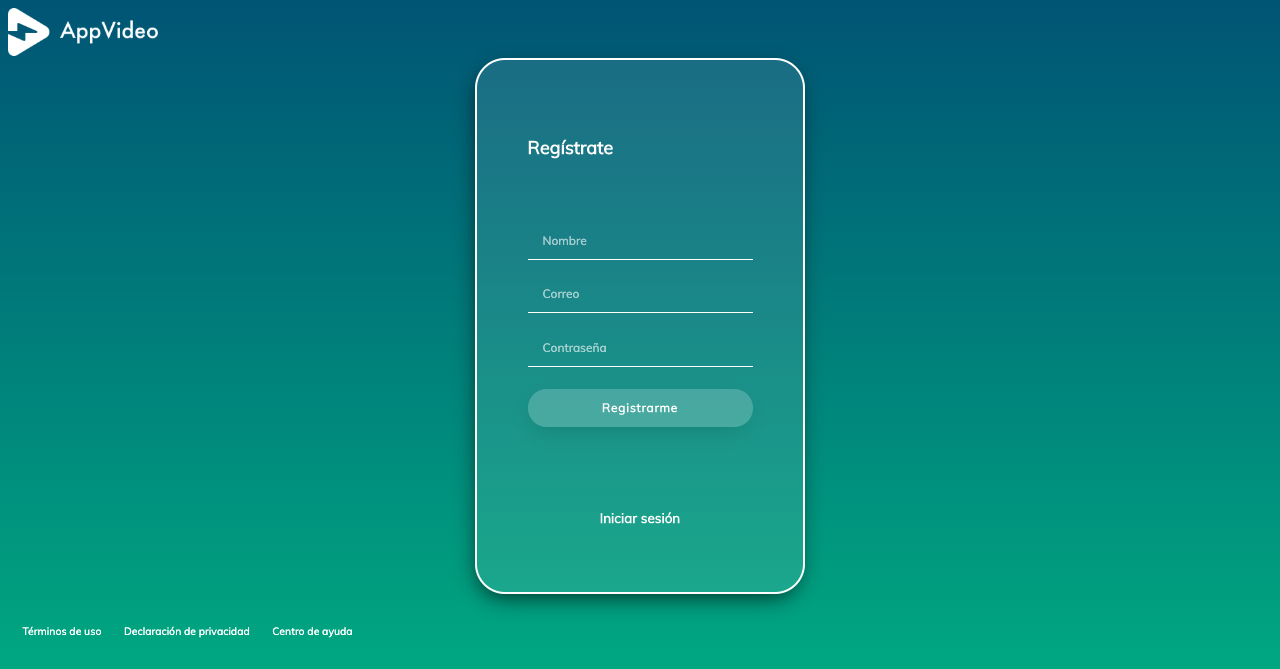 AppVideo
Regístrate
Nombre
Correo
Contraseña
Registrarme
Iniciar sesión
Términos de uso Declaración de privacidad Centro de ayuda